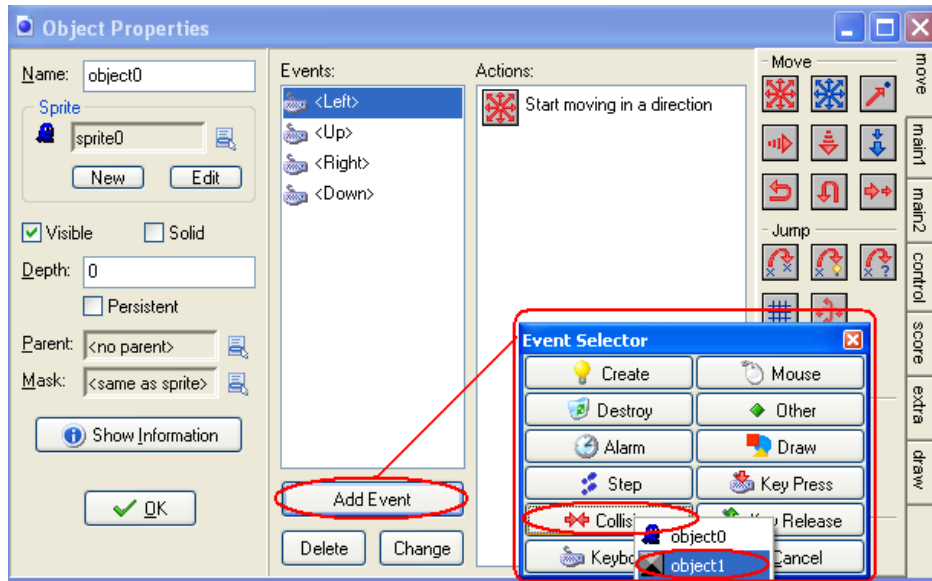 Object Properties
Name: object0
Sprite
sprite0
New Edit
Visible Solid
Depth: 0
Persistent
Parent: <no parent>
Mask: <same as sprite>
Show Information
OK
Events:
<Left>
<Up>
<Right>
<Down>
Add Event
Delete Change
Actions:
Start moving in a direction
Move
Jump
move
main1
main2
control
score
extra
draw
Event Selector
Create Mouse
Destroy Other
Alarm Draw
Step Key Press
Release
object0
object1